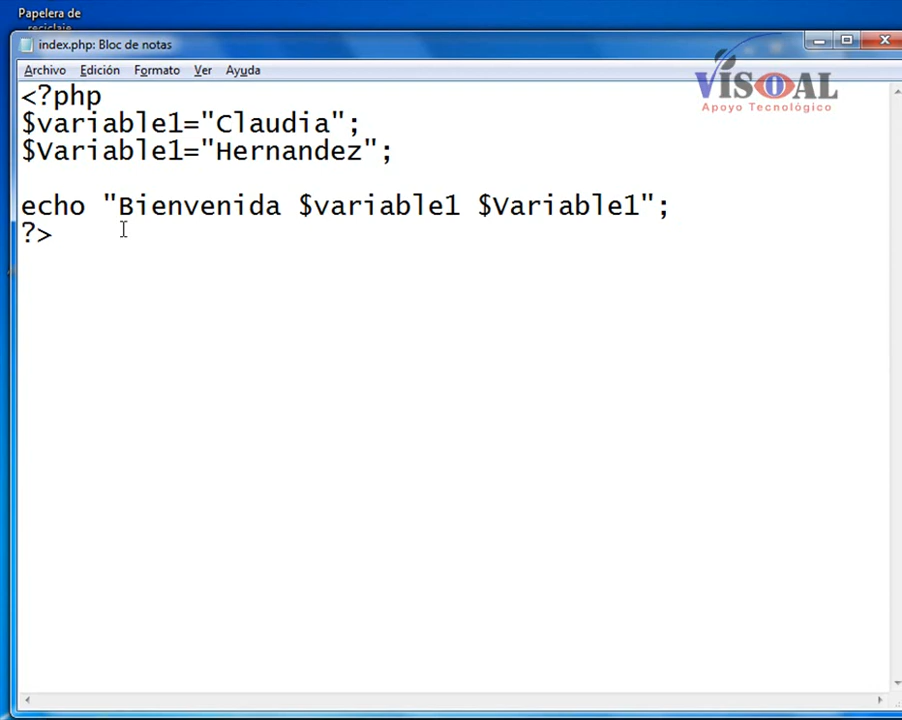 Papelera de
reciclaje
index.php: Bloc de notas
Archivo Edición Formato Ver Ayuda
VISOAL
Apoyo Tecnológico
<?php
$variable1="Claudia";
$Variable1="Hernandez";
echo "Bienvenida $variable1 $Variable1";
?>